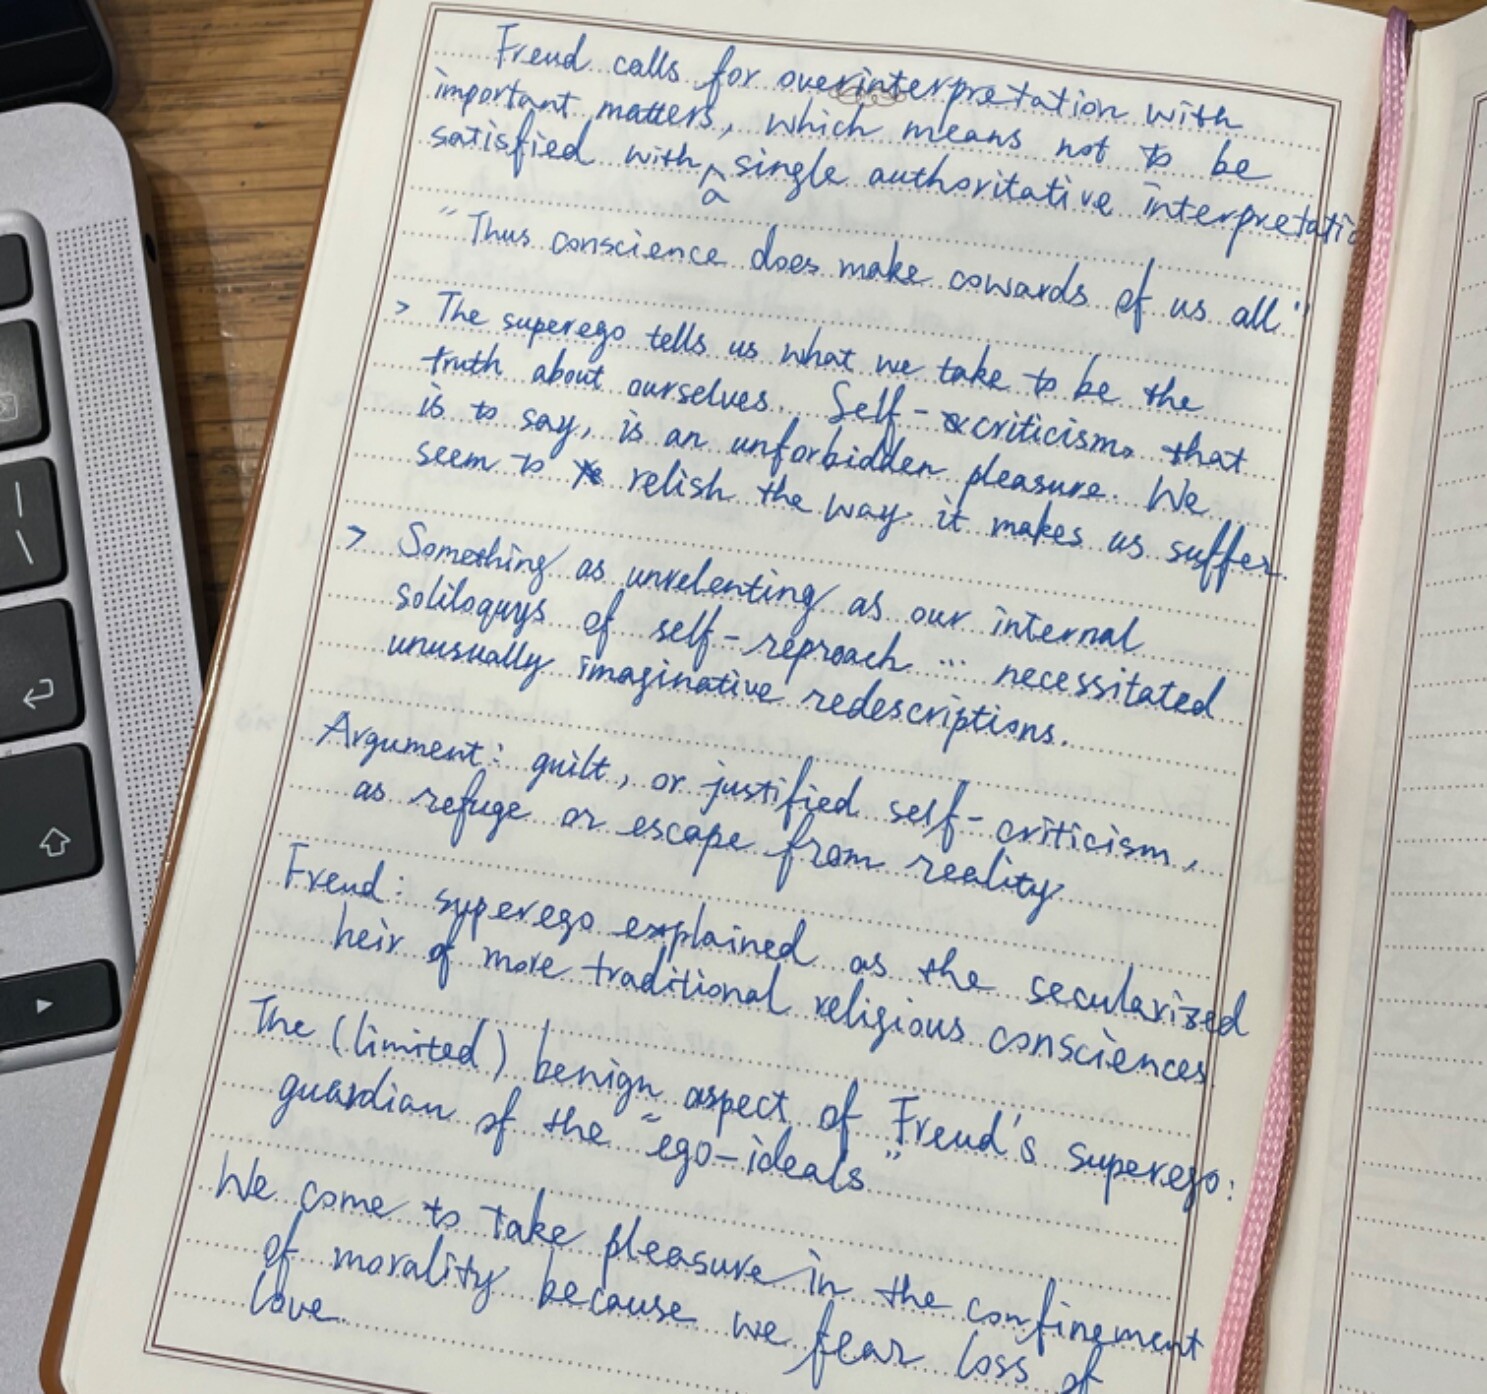 Freud calls for overinterpretation with
important matters, which means not to be
satisfied with a single authoritative interpretatio
"Thus conscience does make cowards of us all"
> The superego tells us what we take to be the
truth about ourselves. Self-criticism, that
is to say, is an unforbidden pleasure. We
seem to relish the way it makes us suffer.
> Something as unrelenting as our internal
soliloquys of self-reproach ... necessitated
unusually imaginative redescriptions.
Argument: guilt, or justified self-criticism,
as refuge or escape from reality
Freud: superego explained as the secularized
heir of more traditional religious consciences
The (limited) benign aspect of Freud's superego:
guardian of the "ego-ideals"
We come to take pleasure in the confinement
of morality because we fear loss of
love.